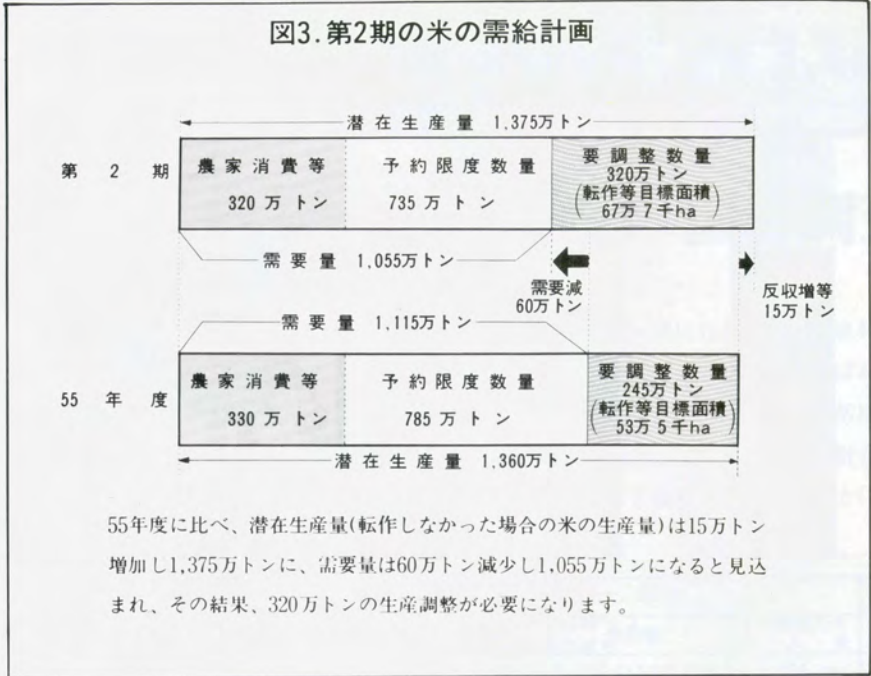 図3.第2期の米の需給計画
潜在生産量 1,375万トン
第2期
農家消費等
320万トン
予約限度数量
735万トン
要調整数量
320万トン
(転作等目標面積)
67万7千ha
需要量 1,055万トン
需要減
60万トン
反収増等
15万トン
需要量 1,115万トン
55年度
農家消費等
330万トン
予約限度数量
785万トン
要調整数量
245万トン
(転作等目標面積)
53万5千ha
潜在生産量 1,360万トン
55年度に比べ、潜在生産量(転作しなかった場合の米の生産量)は15万トン
増加し1,375万トンに、需要量は60万トン減少し1,055万トンになると見込
まれ、その結果、320万トンの生産調整が必要になります。